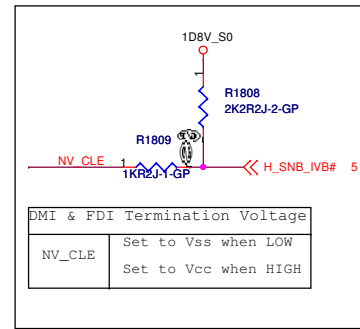 1D8V_S0
1
R1808
2K2R2J-2-GP
R1809
NV_CLE
1
1KR2J-1-GP
H_SNB_IVB# 5
DMI & FDI Termination Voltage
NV_CLE
Set to Vss when LOW
Set to Vcc when HIGH